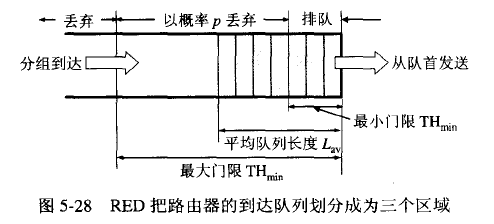 丢弃
以概率 p 丢弃
排队
分组到达
从队首发送
最小门限 THmin
平均队列长度 Lav
最大门限 THmin
图 5-28 RED 把路由器的到达队列划分成为三个区域